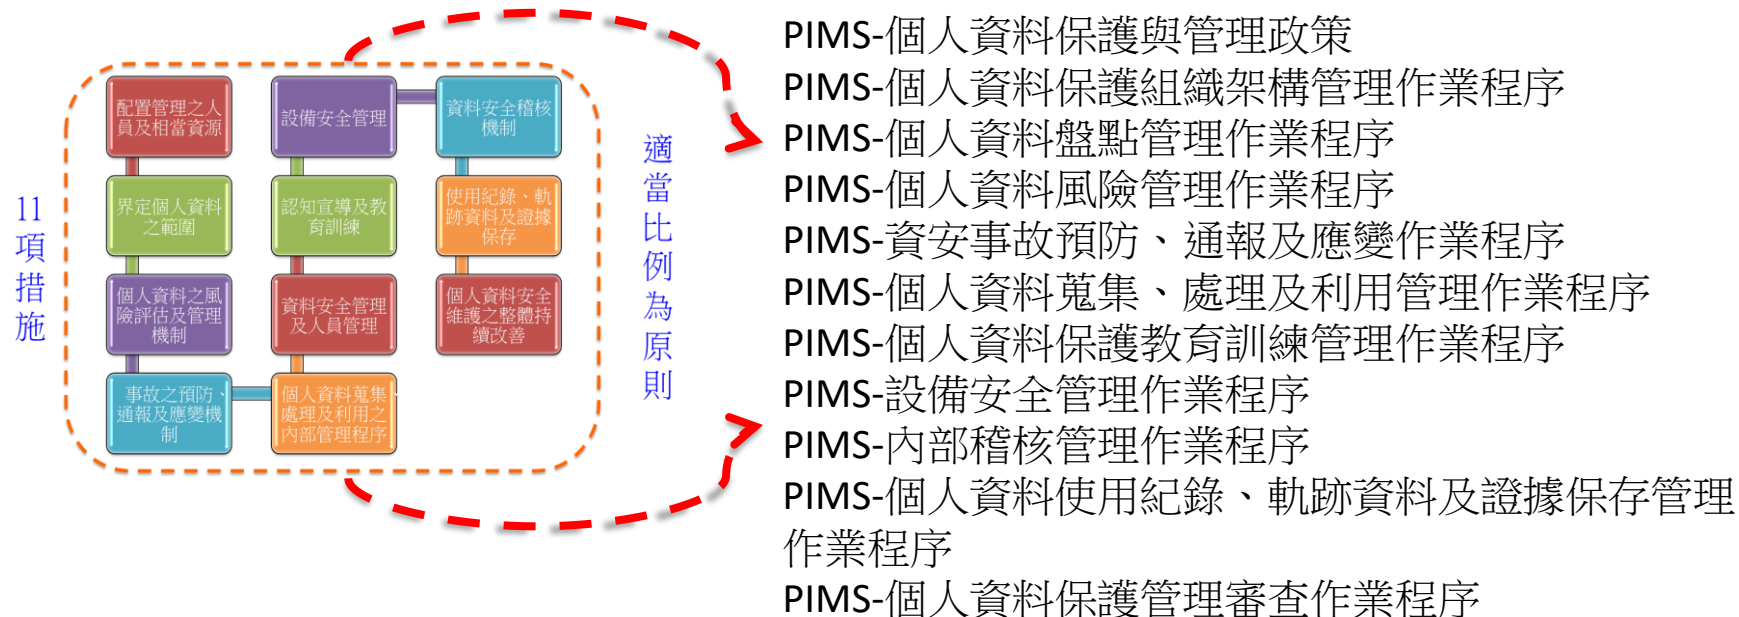 11項措施
配置管理之人
員及相當資源
界定個人資料
之範圍
個人資料之風
險評估及管理
機制
事故之預防、
通報及應變機
制
個人資料蒐集、
處理及利用之
內部管理程序
資料安全管理
及人員管理
認知宣導及教
育訓練
設備安全管理
資料安全稽核
機制
使用紀錄、軌
跡資料及證據
保存
個人資料安全
維護之整體持
續改善
適當比例為原則
PIMS-個人資料保護與管理政策
PIMS-個人資料保護組織架構管理作業程序
PIMS-個人資料盤點管理作業程序
PIMS-個人資料風險管理作業程序
PIMS-資安事故預防、通報及應變作業程序
PIMS-個人資料蒐集、處理及利用管理作業程序
PIMS-個人資料保護教育訓練管理作業程序
PIMS-設備安全管理作業程序
PIMS-內部稽核管理作業程序
PIMS-個人資料使用紀錄、軌跡資料及證據保存管理
作業程序
PIMS-個人資料保護管理審查作業程序